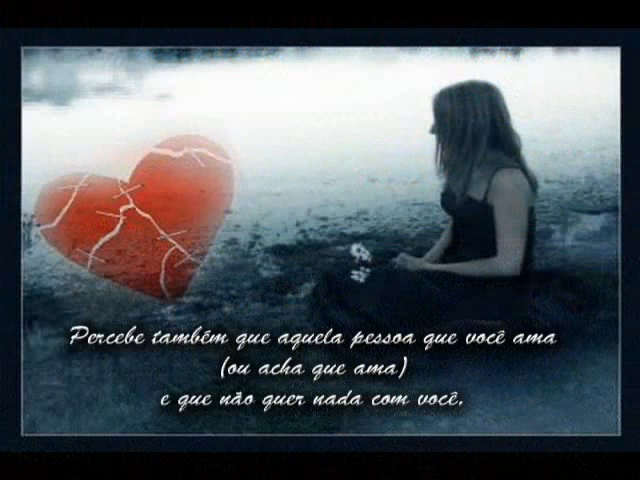 Percebe também que aquela pessoa que você ama
(ou acha que ama)
e que não quer nada com você,